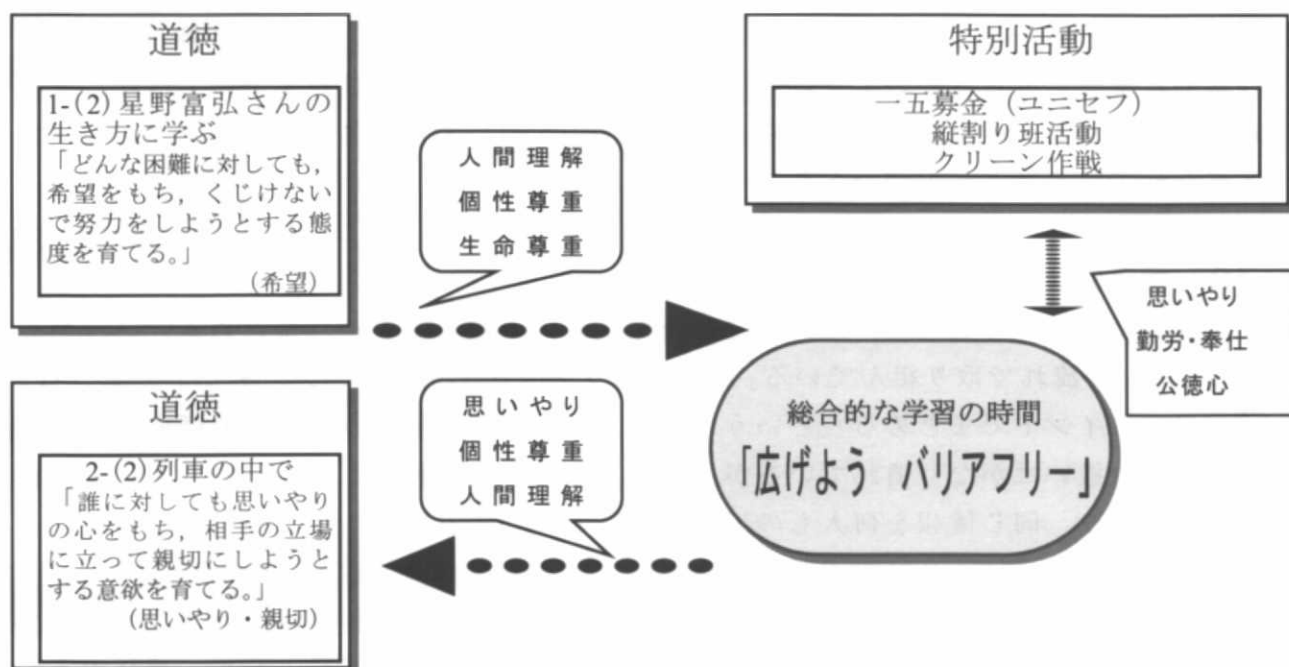 道徳
1-(2)星野富弘さんの
生き方に学ぶ
「どんな困難に対しても,
希望をもち，くじけない
で努力をしようとする態
度を育てる。」
(希望)
人間理解
個性尊重
生命尊重
特別活動
一五募金（ユニセフ）
縦割り班活動
クリーン作戦
思いやり
勤労・奉仕
公徳心
道徳
2-(2)列車の中で
「誰に対しても思いやり
の心をもち，相手の立場
に立って親切にしようと
する意欲を育てる。」
(思いやり・親切)
思いやり
個性尊重
人間理解
総合的な学習の時間
「広げよう　バリアフリー」